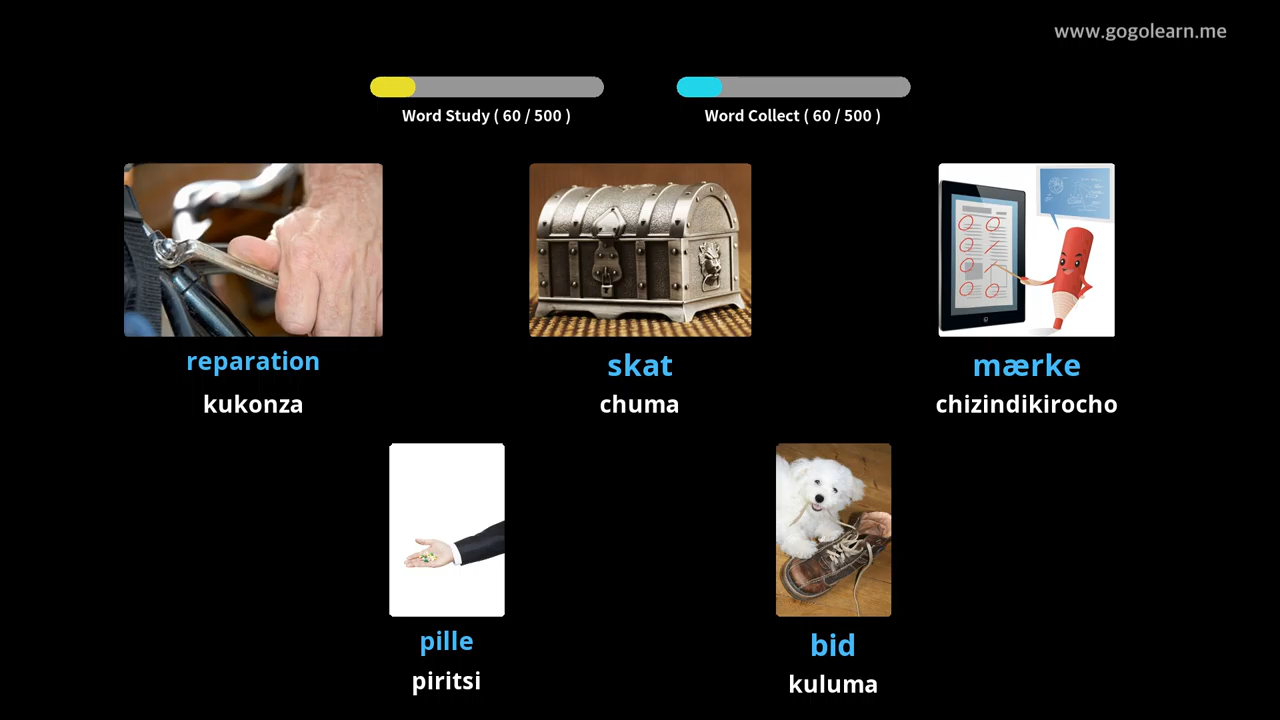 www.gogolearn.me
Word Study ( 60 / 500 )
Word Collect ( 60 / 500 )
reparation
kukonza
skat
chuma
mærke
chizindikirocho
pille
piritsi
bid
kuluma